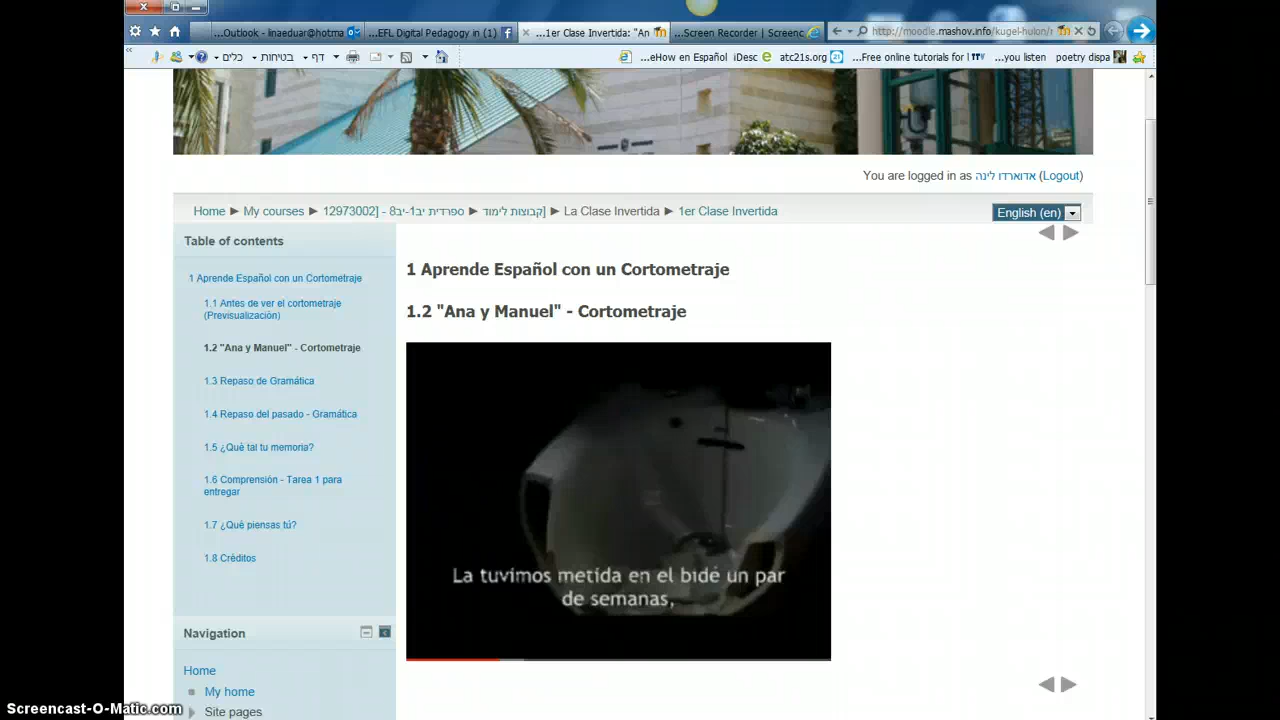 ...Outlook - linaeduar@hotma
...EFL Digital Pedagogy in (1)
...1er Clase Invertida: "An
...Screen Recorder | Screenc
http://moodle.mashov.info/kugel-hulon/r
כלים
בטיחות
דף
...eHow en Español
iDesc
atc21s.org
...Free online tutorials for l
...you listen
poetry dispa
You are logged in as אדוארדו לינה (Logout)
Home ► My courses ► 12973002] - ספרדית יב1-יב8 ► קבוצות לימוד] ► La Clase Invertida ► 1er Clase Invertida
English (en)
Table of contents
1 Aprende Español con un Cortometraje
1.1 Antes de ver el cortometraje
(Previsualización)
1.2 "Ana y Manuel" - Cortometraje
1.3 Repaso de Gramática
1.4 Repaso del pasado - Gramática
1.5 ¿Qué tal tu memoria?
1.6 Comprensión - Tarea 1 para
entregar
1.7 ¿Qué piensas tú?
1.8 Créditos
Navigation
Home
My home
Site pages
1 Aprende Español con un Cortometraje
1.2 "Ana y Manuel" - Cortometraje
La tuvimos metida en el bidé un par
de semanas,
Screencast-O-Matic.com